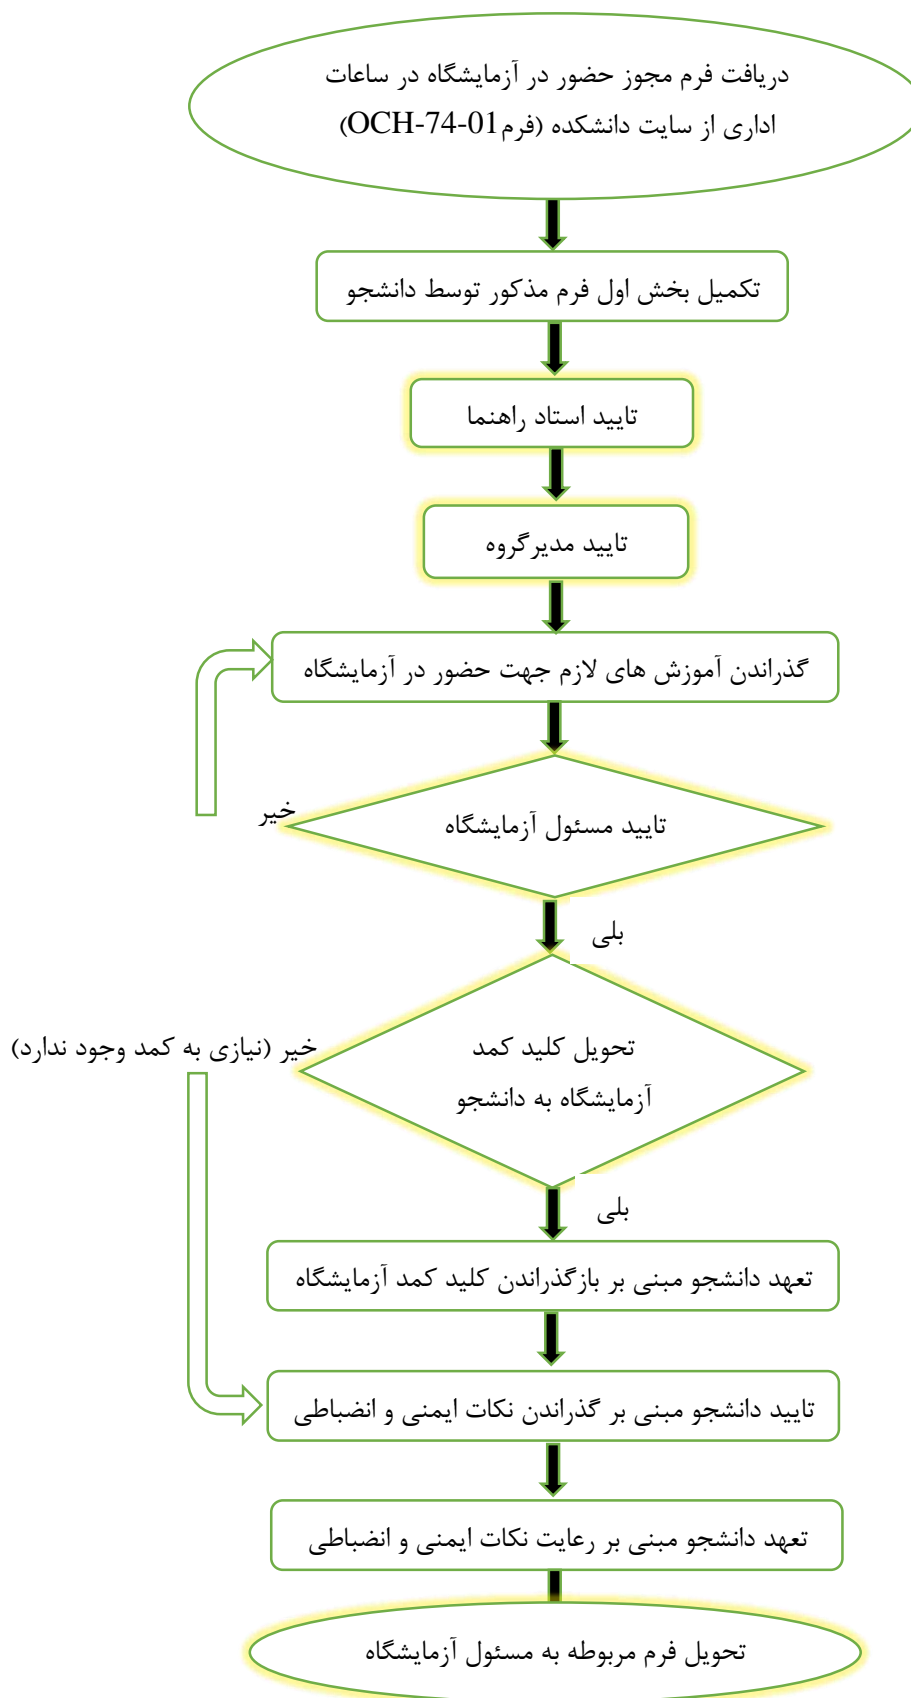 دریافت فرم مجوز حضور در آزمایشگاه در ساعات
اداری از سایت دانشکده (فرم OCH-74-01)
تکمیل بخش اول فرم مذکور توسط دانشجو
تایید استاد راهنما
تایید مدیرگروه
گذراندن آموزش های لازم جهت حضور در آزمایشگاه
تایید مسئول آزمایشگاه
خیر
بلی
تحویل کلید کمد
آزمایشگاه به دانشجو
خیر (نیازی به کمد وجود ندارد)
بلی
تعهد دانشجو مبنی بر بازگذراندن کلید کمد آزمایشگاه
تایید دانشجو مبنی بر گذراندن نکات ایمنی و انضباطی
تعهد دانشجو مبنی بر رعایت نکات ایمنی و انضباطی
تحویل فرم مربوطه به مسئول آزمایشگاه